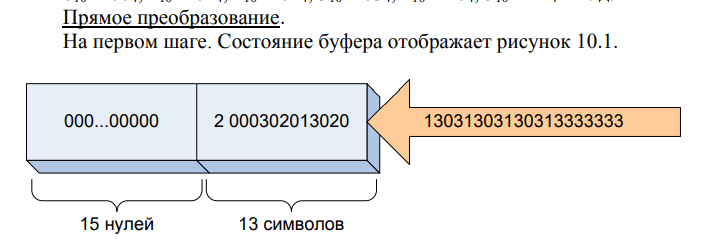 Прямое преобразование.
На первом шаге. Состояние буфера отображает рисунок 10.1.
000...00000
2 000302013020
13031303130313333333
15 нулей
13 символов